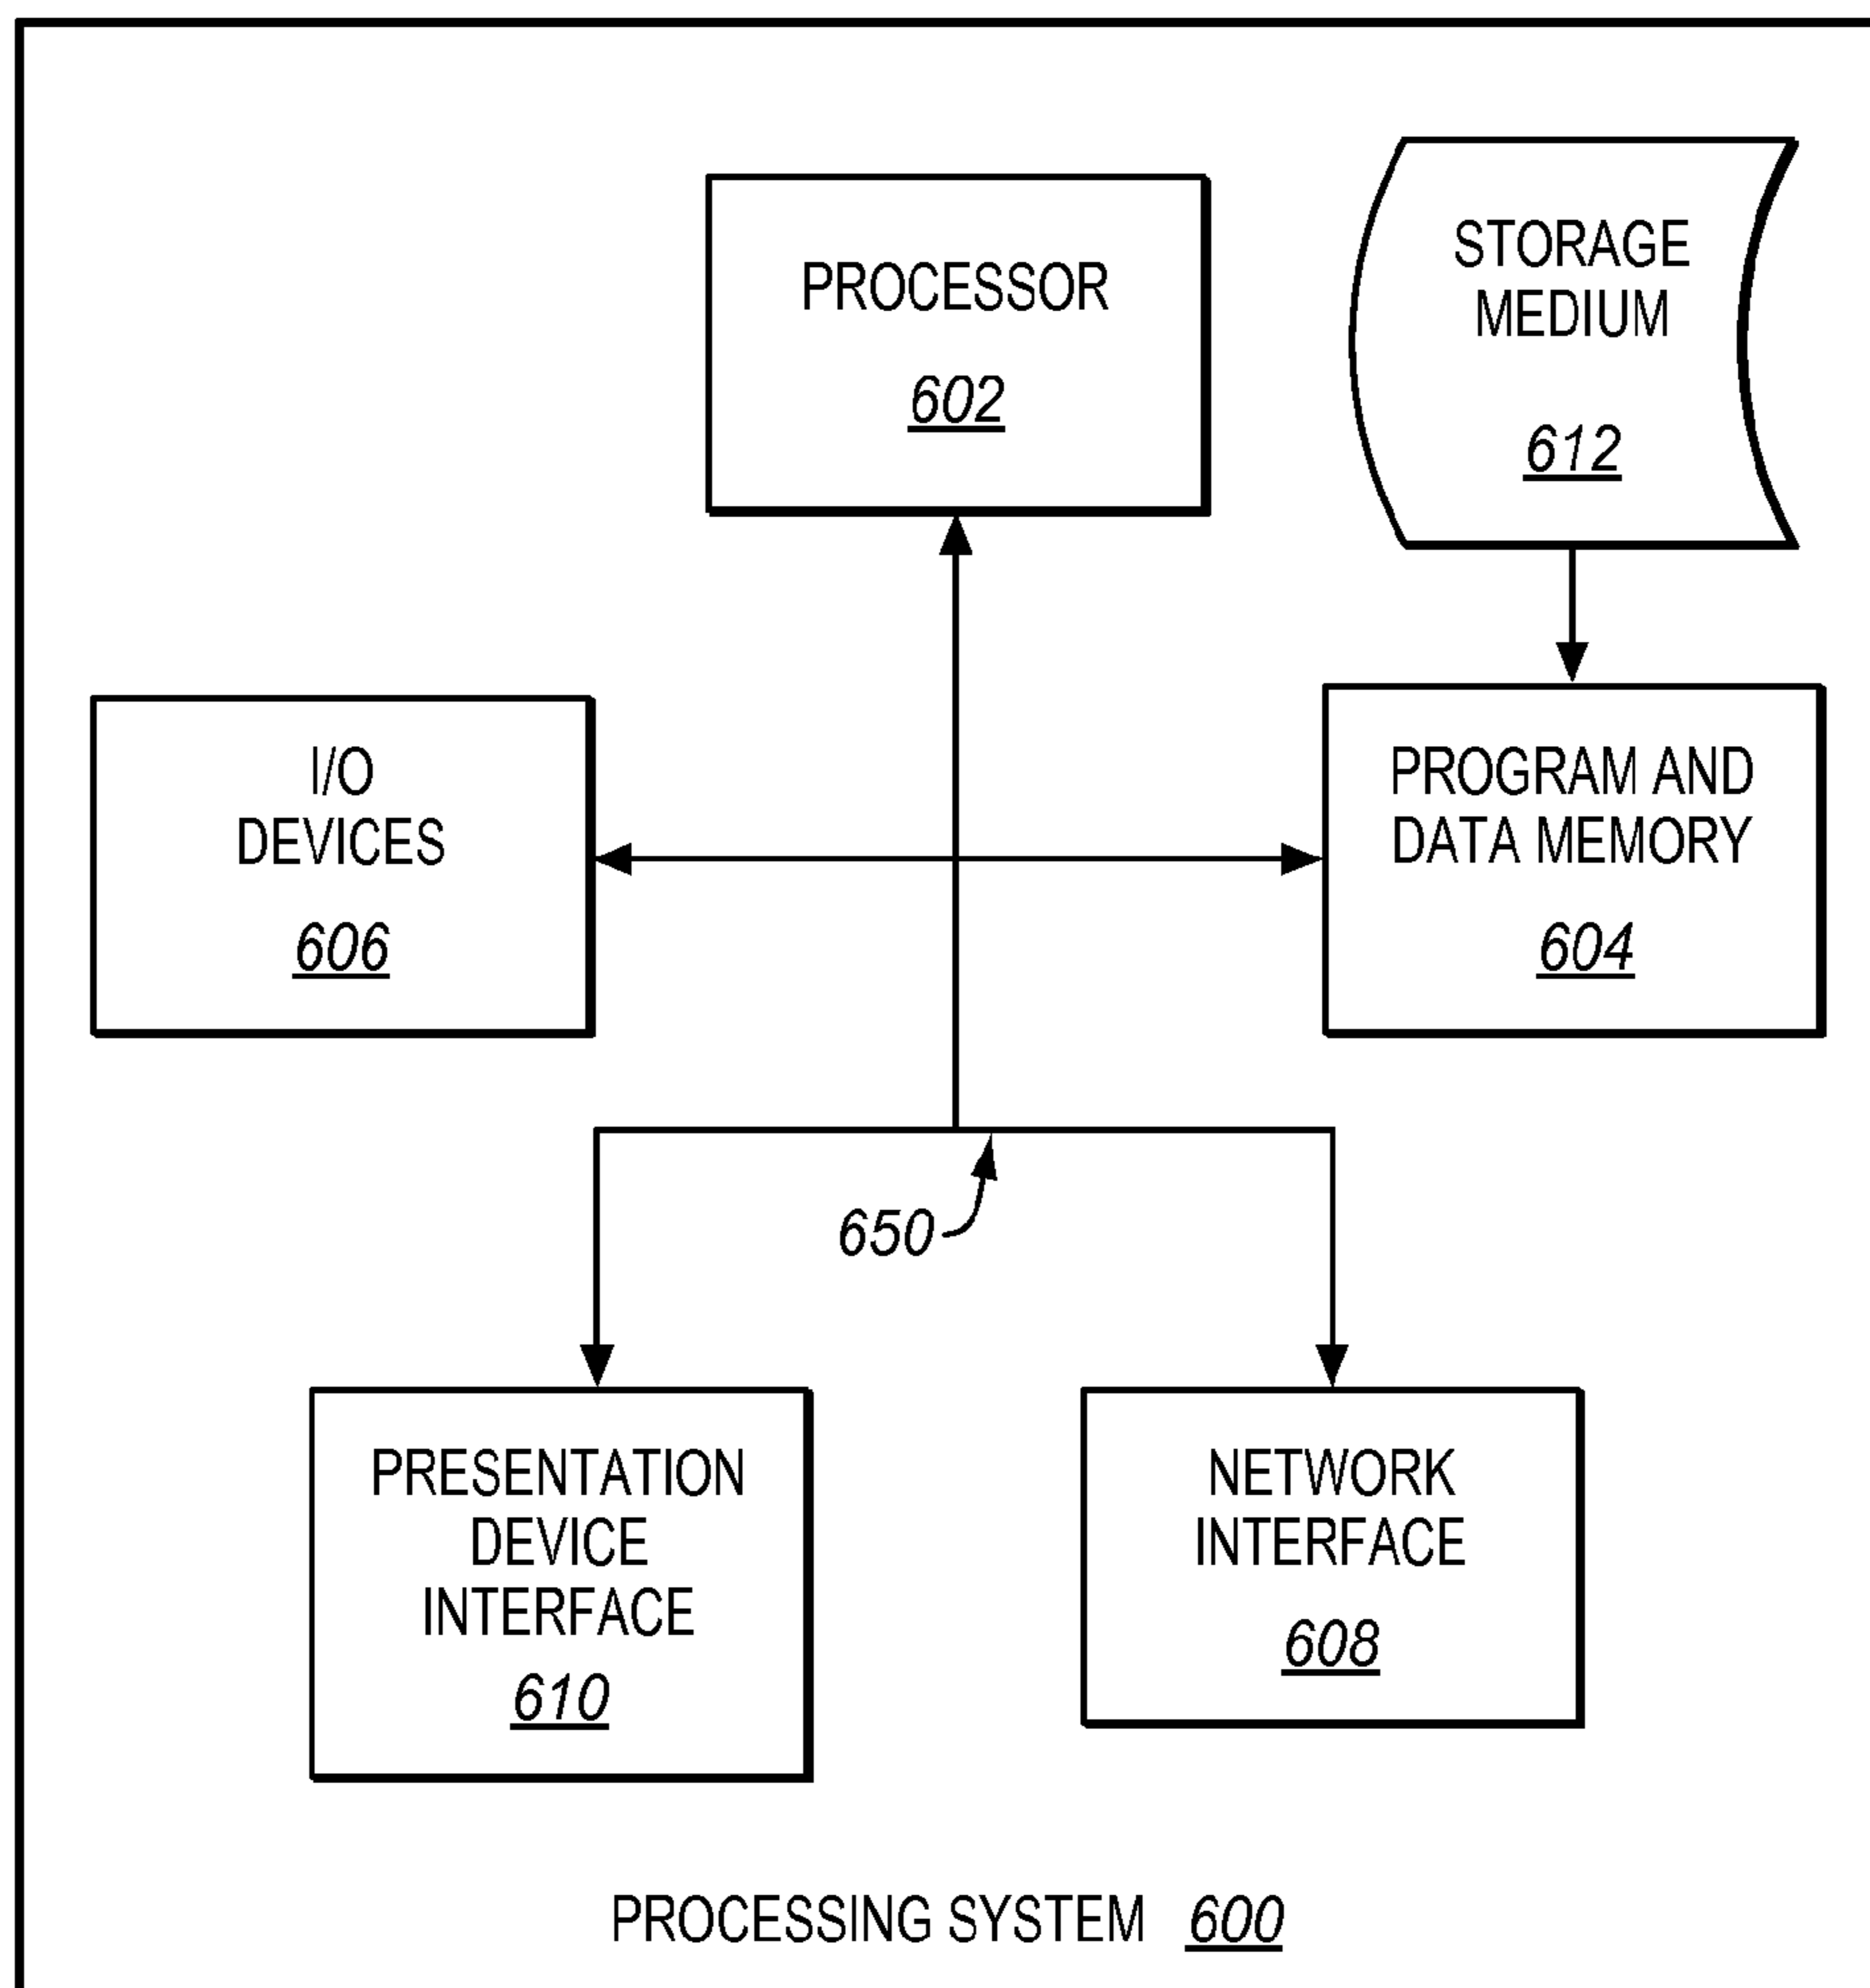 PROCESSOR
602
STORAGE
MEDIUM
612
I/O
DEVICES
606
PROGRAM AND
DATA MEMORY
604
650
PRESENTATION
DEVICE
INTERFACE
610
NETWORK
INTERFACE
608
PROCESSING SYSTEM 600